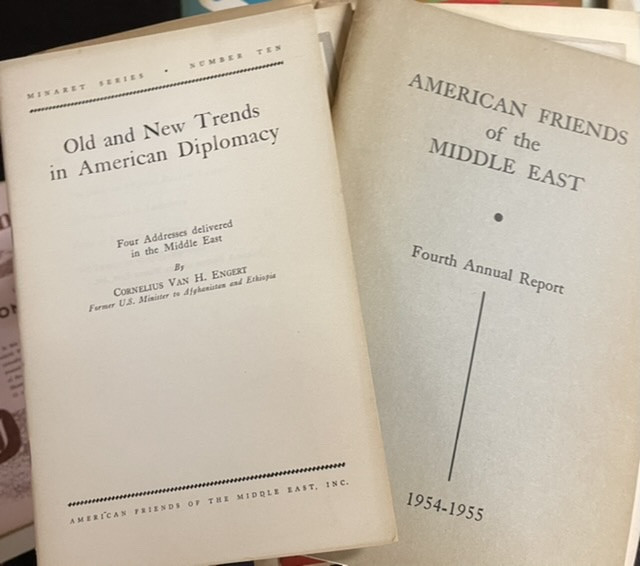 MINARET SERIES • NUMBER TEN
Old and New Trends
in American Diplomacy
Four Addresses delivered
in the Middle East
By
CORNELIUS VAN H. ENGERT
Former U.S. Minister to Afghanistan and Ethiopia
AMERICAN FRIENDS OF THE MIDDLE EAST, INC.
AMERICAN FRIENDS
of the
MIDDLE EAST
•
Fourth Annual Report
1954-1955